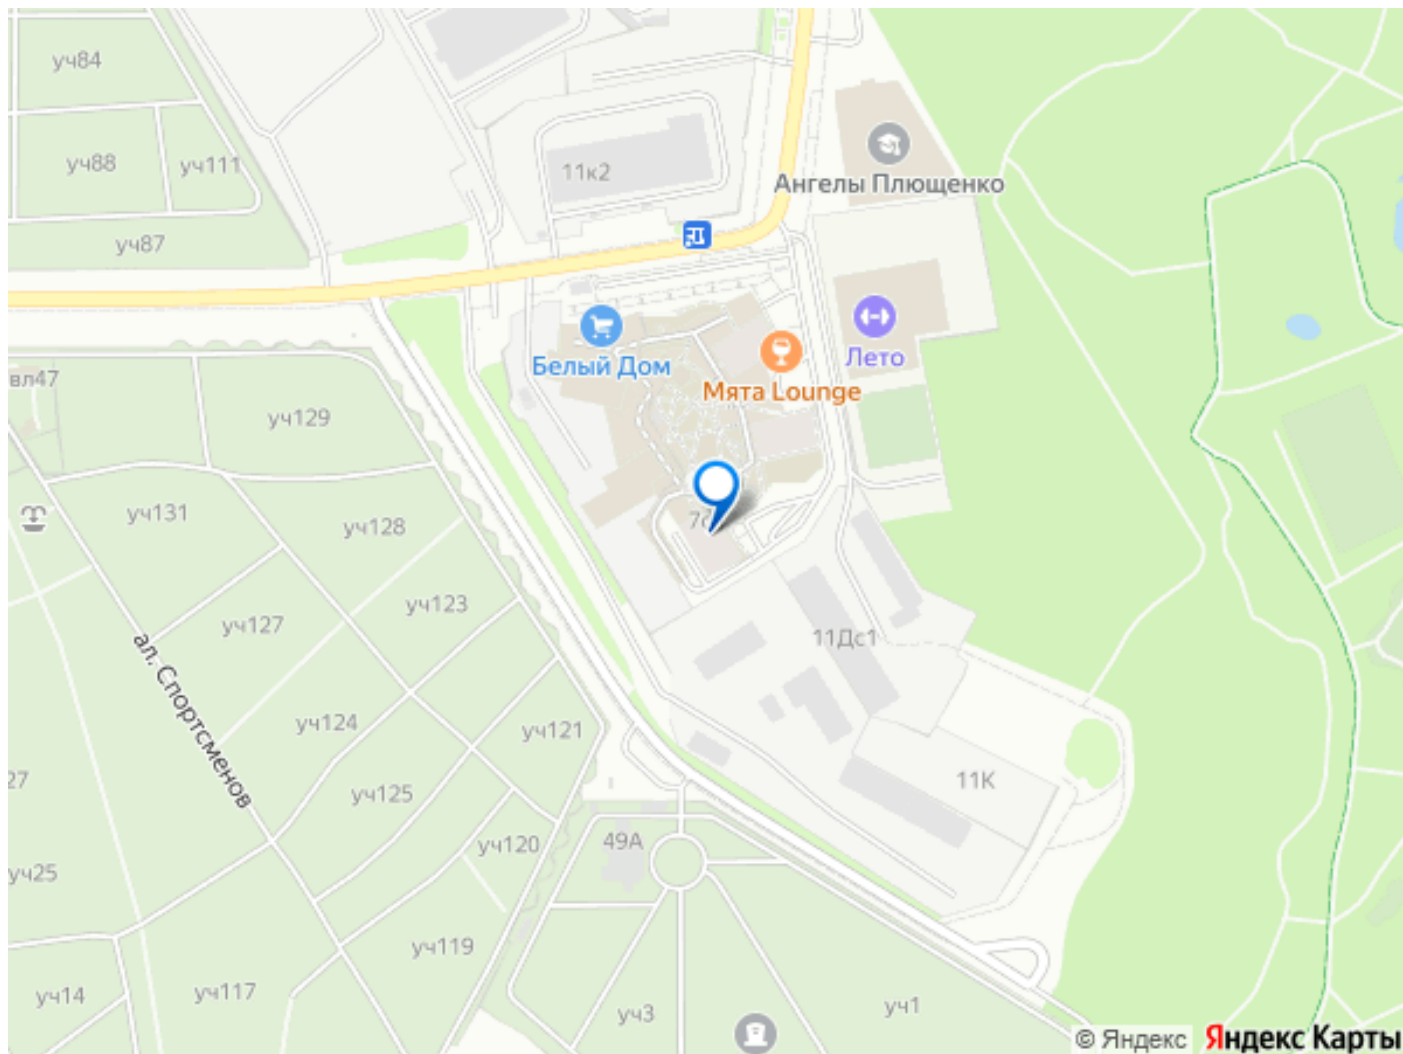 уч84
уч88
уч111
11к2
Ангелы Плющенко
уч87
Лето
Белый Дом
Мята Lounge
вл47
уч129
уч131
уч128
уч123
уч127
11Дс1
ал. Спортсменов
уч124
уч121
27
уч125
11К
49А
уч120
уч25
уч119
уч14
уч117
уч3
уч1
© Яндекс
Яндекс Карты